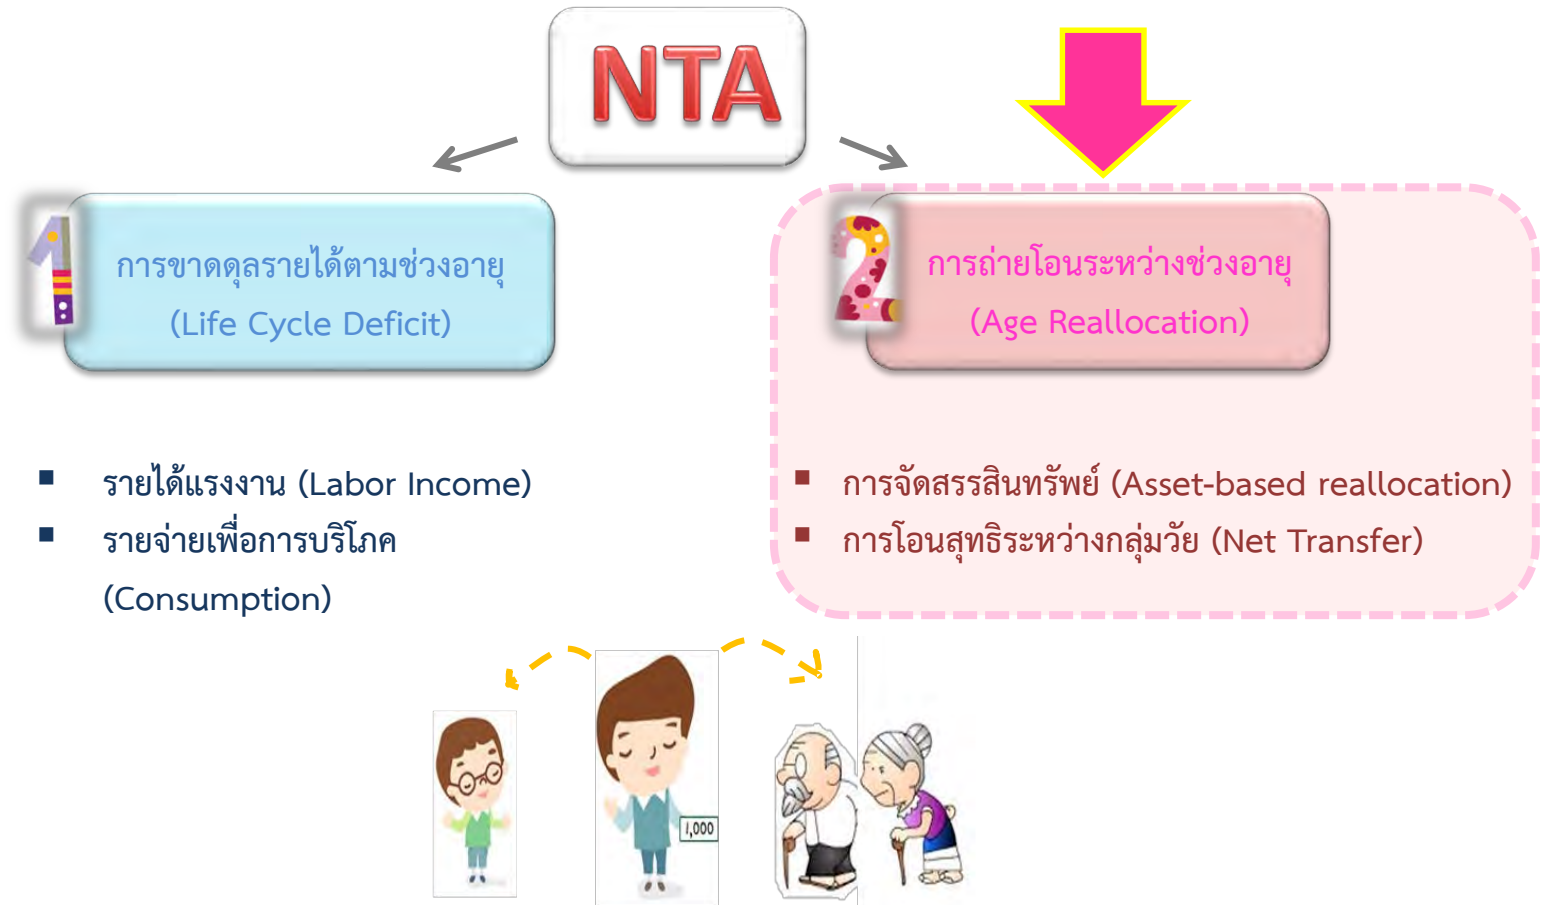 NTA
1
การขาดดุลรายได้ตามช่วงอายุ
(Life Cycle Deficit)
▪ รายได้แรงงาน (Labor Income)
▪ รายจ่ายเพื่อการบริโภค
(Consumption)
2
การถ่ายโอนระหว่างช่วงอายุ
(Age Reallocation)
▪ การจัดสรรสินทรัพย์ (Asset-based reallocation)
▪ การโอนสุทธิระหว่างกลุ่มวัย (Net Transfer)
1,000